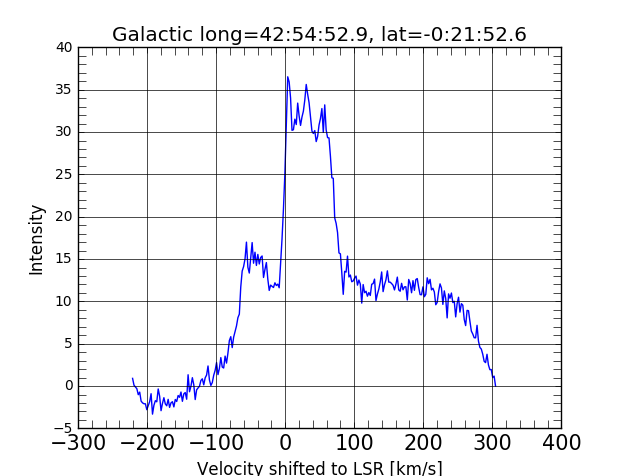 Galactic long=42:54:52.9, lat=-0:21:52.6
40
35
30
25
20
15
10
5
0
−5
Intensity
−300 −200 −100 0 100 200 300 400
Velocity shifted to LSR [km/s]